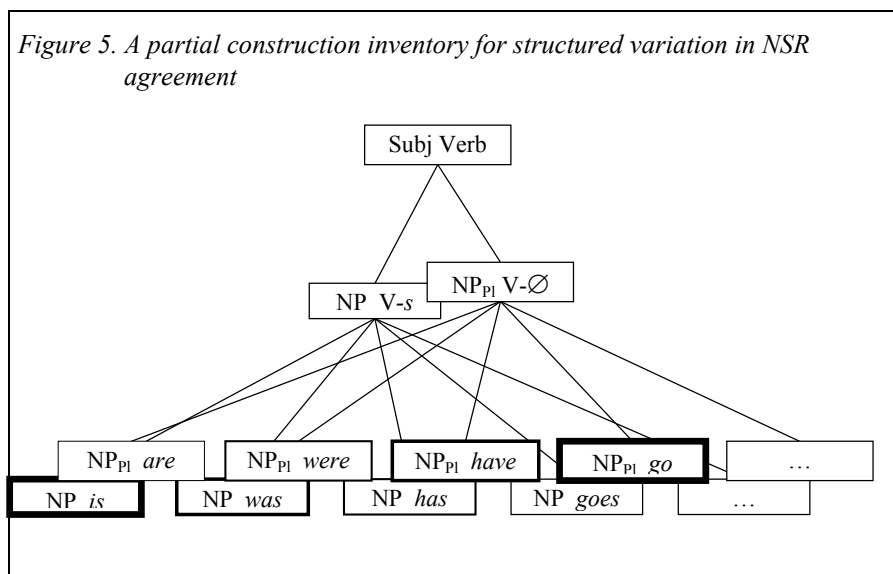 Figure 5. A partial construction inventory for structured variation in NSR
agreement
Subj Verb
NP V-s
NPPl V-∅
NPPl are
NPPl were
NPPl have
NPPl go
…
NP is
NP was
NP has
NP goes
…